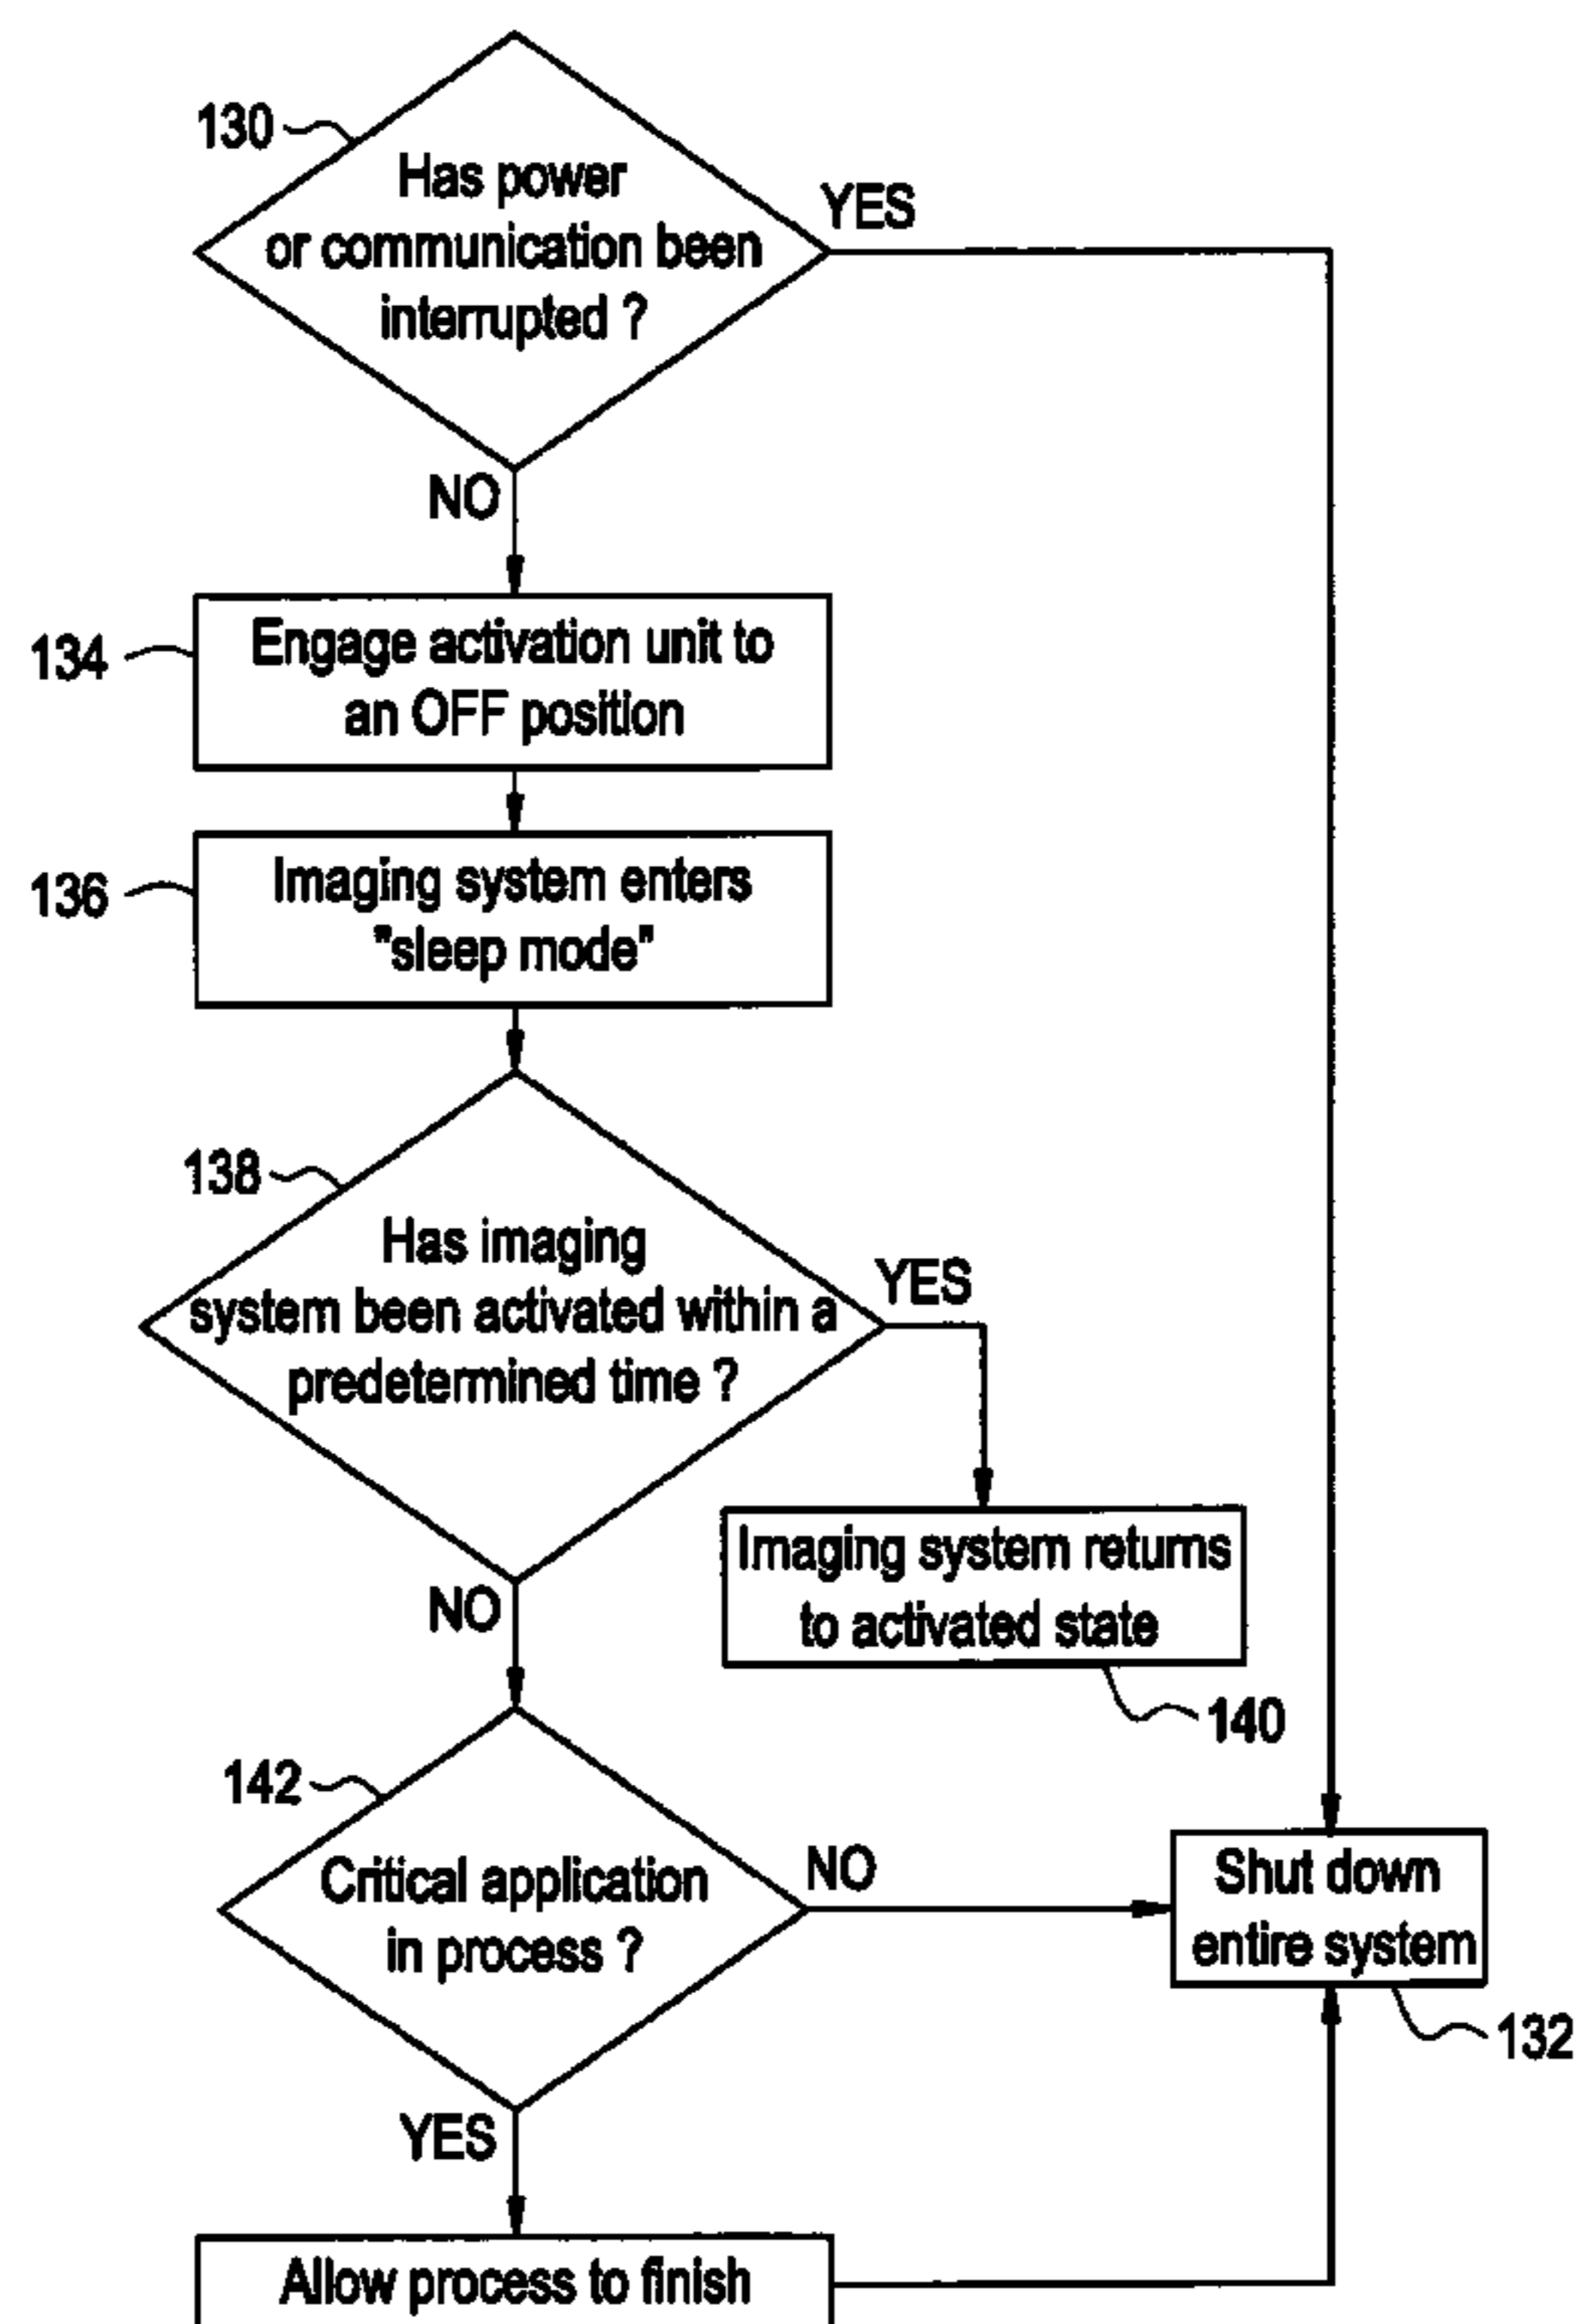 130
Has power
or communication been
interrupted ?
YES
NO
134
Engage activation unit to
an OFF position
136
Imaging system enters
"sleep mode"
138
Has imaging
system been activated within a
predetermined time ?
YES
NO
Imaging system returns
to activated state
140
142
Critical application
in process ?
NO
YES
Shut down
entire system
132
Allow process to finish